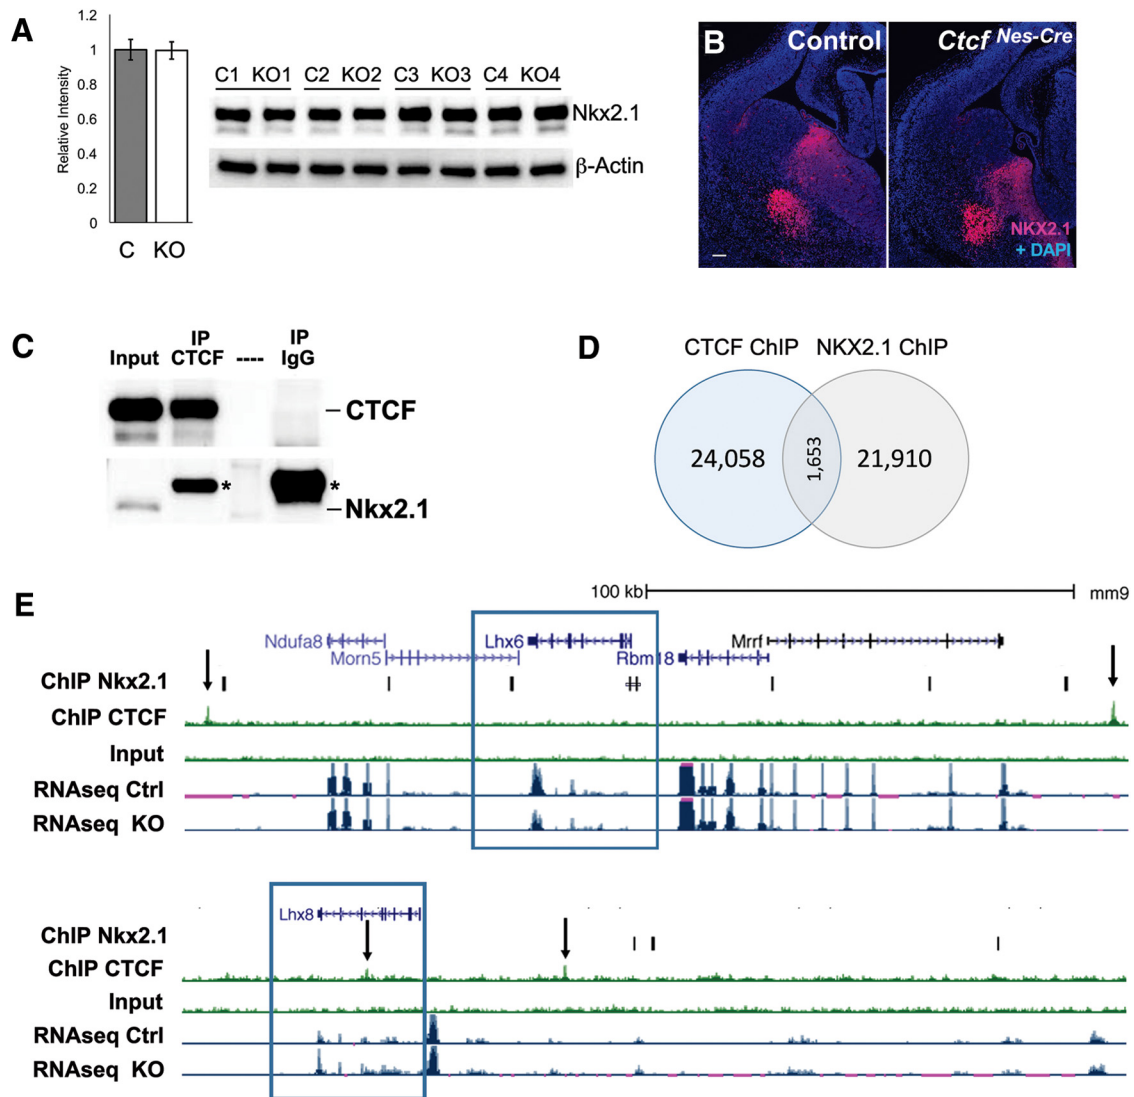 A
1.2
1
0.8
0.6
0.4
0.2
0
Relative Intensity
C KO
C1 KO1 C2 KO2 C3 KO3 C4 KO4
Nkx2.1
β-Actin
B
Control
Ctcf Nes-Cre
NKX2.1
+ DAPI
C
Input IP CTCF ---- IP IgG
CTCF
*
*
Nkx2.1
D
CTCF ChIP NKX2.1 ChIP
24,058 1,653 21,910
E
100 kb mm9
Ndufa8 Lhx6 Mrrf
Morn5 Rbm18
ChIP Nkx2.1
ChIP CTCF
Input
RNAseq Ctrl
RNAseq KO
Lhx8
ChIP Nkx2.1
ChIP CTCF
Input
RNAseq Ctrl
RNAseq KO